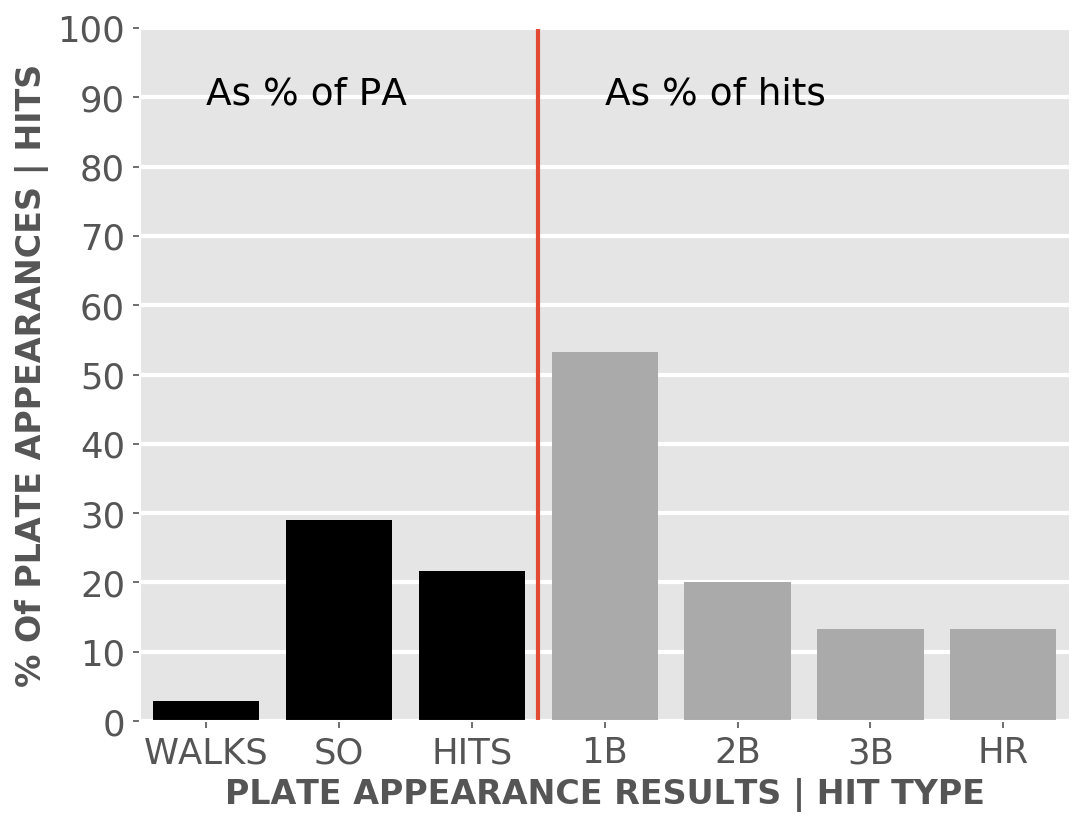 % Of PLATE APPEARANCES | HITS
100
90
80
70
60
50
40
30
20
10
0
As % of PA
As % of hits
WALKS SO HITS 1B 2B 3B HR
PLATE APPEARANCE RESULTS | HIT TYPE